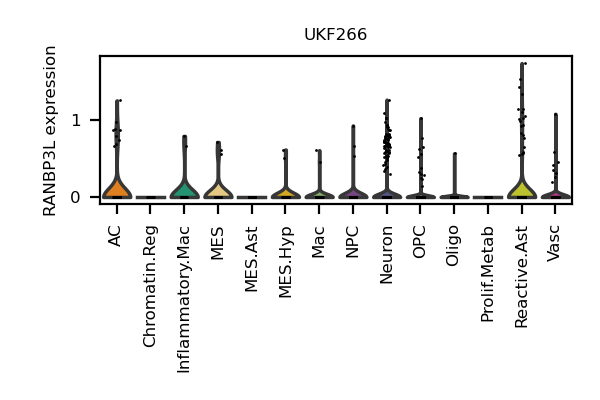 UKF266
RANBP3L expression
1
0
AC
Chromatin.Reg
Inflammatory.Mac
MES
MES.Ast
MES.Hyp
Mac
NPC
Neuron
OPC
Oligo
Prolif.Metab
Reactive.Ast
Vasc